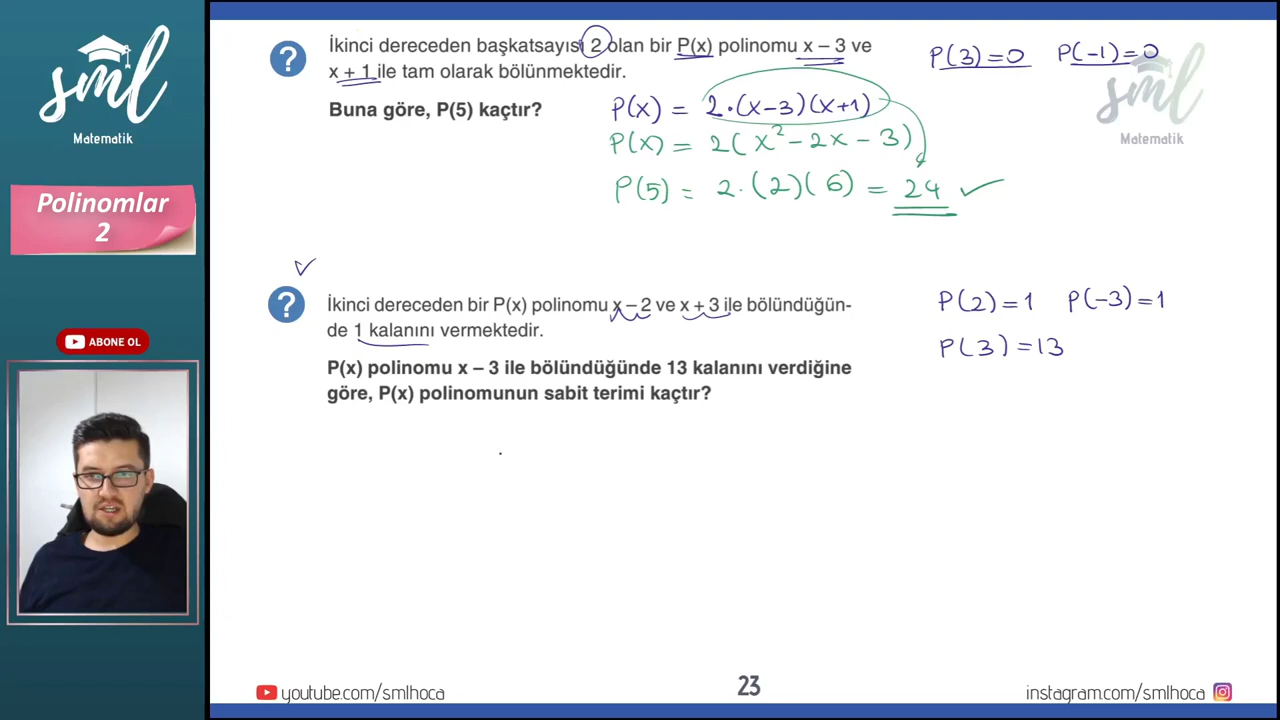 sml
Matematik
Polinomlar
2
ABONE OL
İkinci dereceden başkatsayısı 2 olan bir P(x) polinomu x – 3 ve
x + 1 ile tam olarak bölünmektedir.
Buna göre, P(5) kaçtır?
P(3)=0 P(-1)=0
sml
Matematik
P(x) = 2·(x-3)(x+1)
P(x) = 2(x² - 2x - 3)
P(5) = 2·(2)(6) = 24
İkinci dereceden bir P(x) polinomu x – 2 ve x + 3 ile bölündüğün-
de 1 kalanını vermektedir.
P(x) polinomu x – 3 ile bölündüğünde 13 kalanını verdiğine
göre, P(x) polinomunun sabit terimi kaçtır?
P(2)=1 P(-3)=1
P(3)=13
youtube.com/smlhoca
23
instagram.com/smlhoca